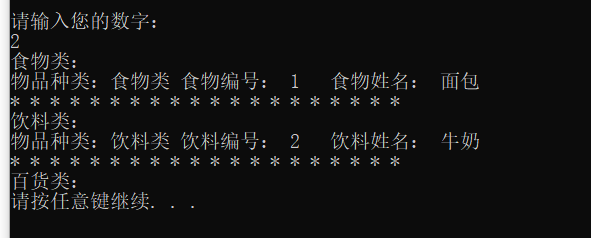 请输入您的数字：
2
食物类：
物品种类：食物类 食物编号： 1 食物姓名： 面包
* * * * * * * * * * * * * * * * * * * *
饮料类：
物品种类：饮料类 饮料编号： 2 饮料姓名： 牛奶
* * * * * * * * * * * * * * * * * * * *
百货类：
请按任意键继续. . .